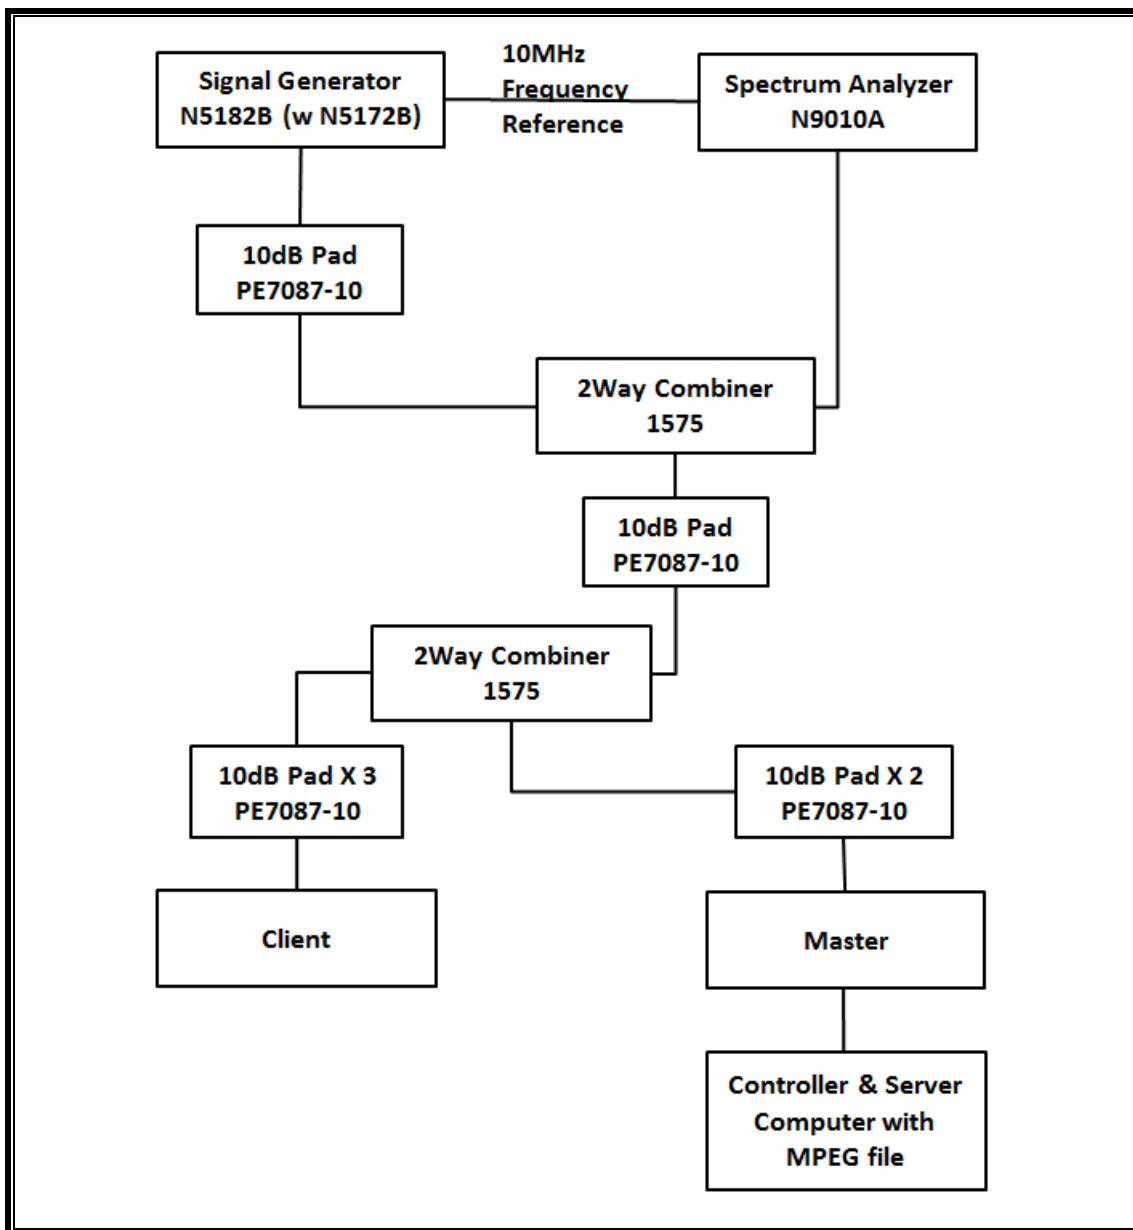 Signal Generator
N5182B (w N5172B)
10MHz
Frequency
Reference
Spectrum Analyzer
N9010A
10dB Pad
PE7087-10
2Way Combiner
1575
10dB Pad
PE7087-10
2Way Combiner
1575
10dB Pad X 3
PE7087-10
10dB Pad X 2
PE7087-10
Client
Master
Controller & Server
Computer with
MPEG file